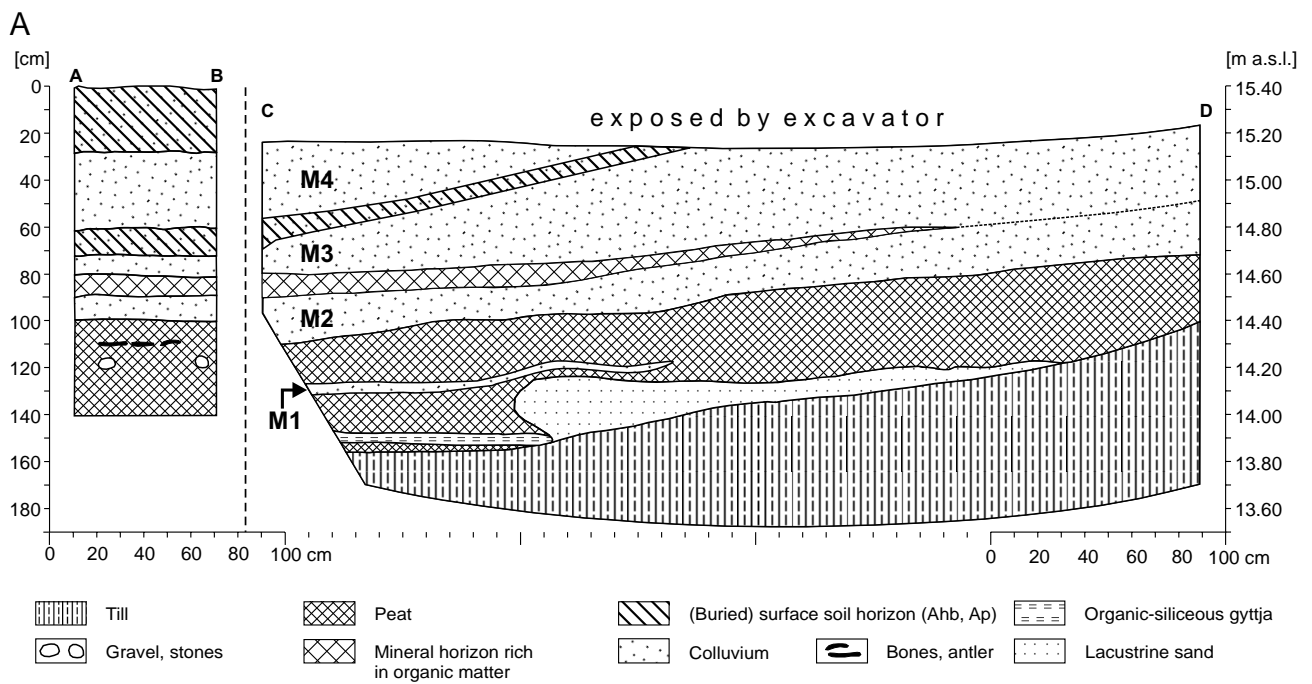 A
[cm]
[m a.s.l.]
A
B
C
D
exposed by excavator
0
20
40
60
80
100
120
140
160
180
15.40
15.20
15.00
14.80
14.60
14.40
14.20
14.00
13.80
13.60
M4
M3
M2
M1
0 20 40 60 80 100 cm
0 20 40 60 80 100 cm
Till
Peat
(Buried) surface soil horizon (Ahb, Ap)
Organic-siliceous gyttja
Gravel, stones
Mineral horizon rich
in organic matter
Colluvium
Bones, antler
Lacustrine sand